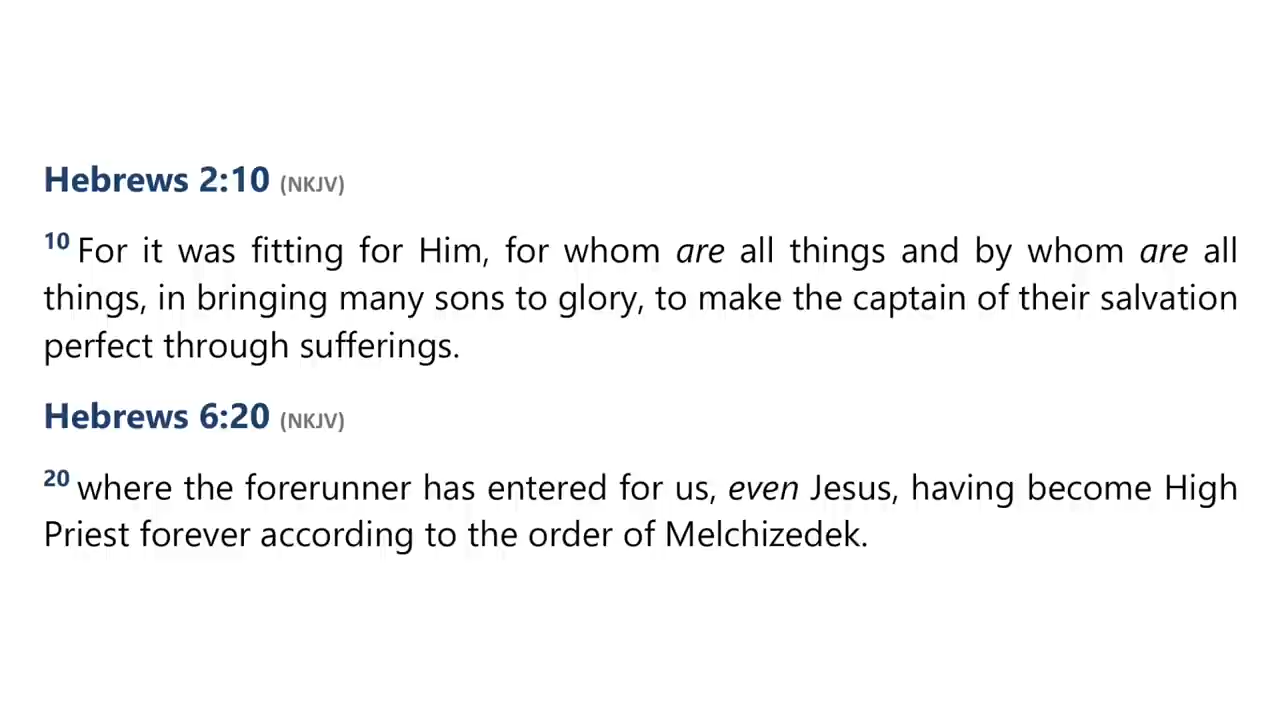 Hebrews 2:10 (NKJV)
10 For it was fitting for Him, for whom are all things and by whom are all
things, in bringing many sons to glory, to make the captain of their salvation
perfect through sufferings.
Hebrews 6:20 (NKJV)
20 where the forerunner has entered for us, even Jesus, having become High
Priest forever according to the order of Melchizedek.